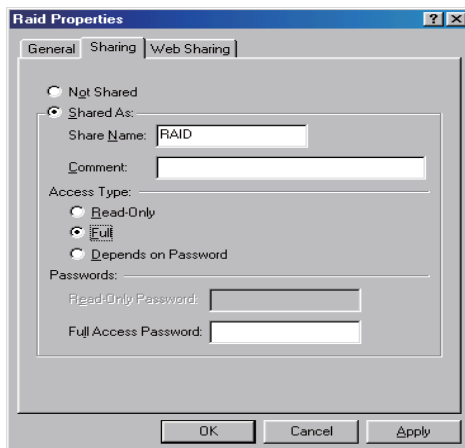 Raid Properties
General Sharing Web Sharing
Not Shared
Shared As:
Share Name: RAID
Comment:
Access Type:
Read-Only
Full
Depends on Password
Passwords:
Read-Only Password:
Full Access Password:
OK Cancel Apply